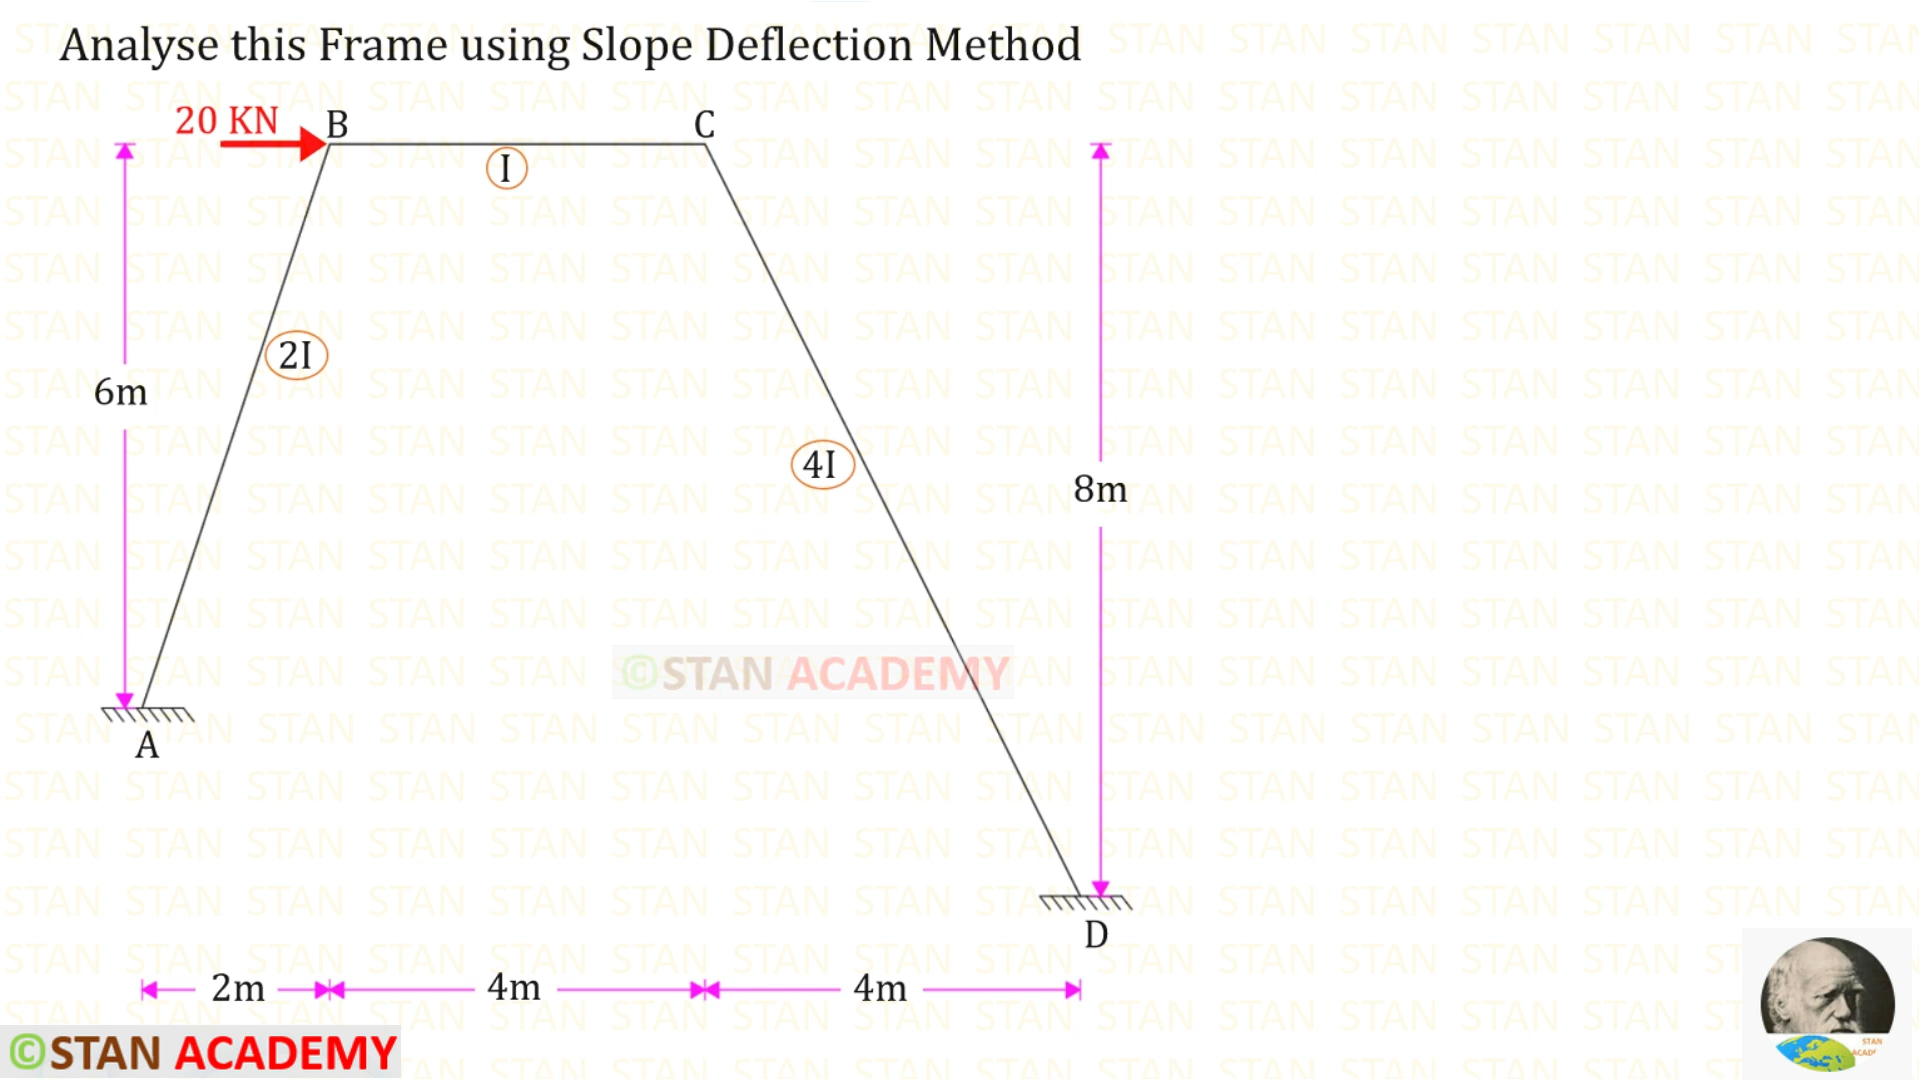 Analyse this Frame using Slope Deflection Method
20 KN
B
C
I
2I
6m
4I
8m
©STAN ACADEMY
A
D
2m
4m
4m
©STAN ACADEMY
STAN